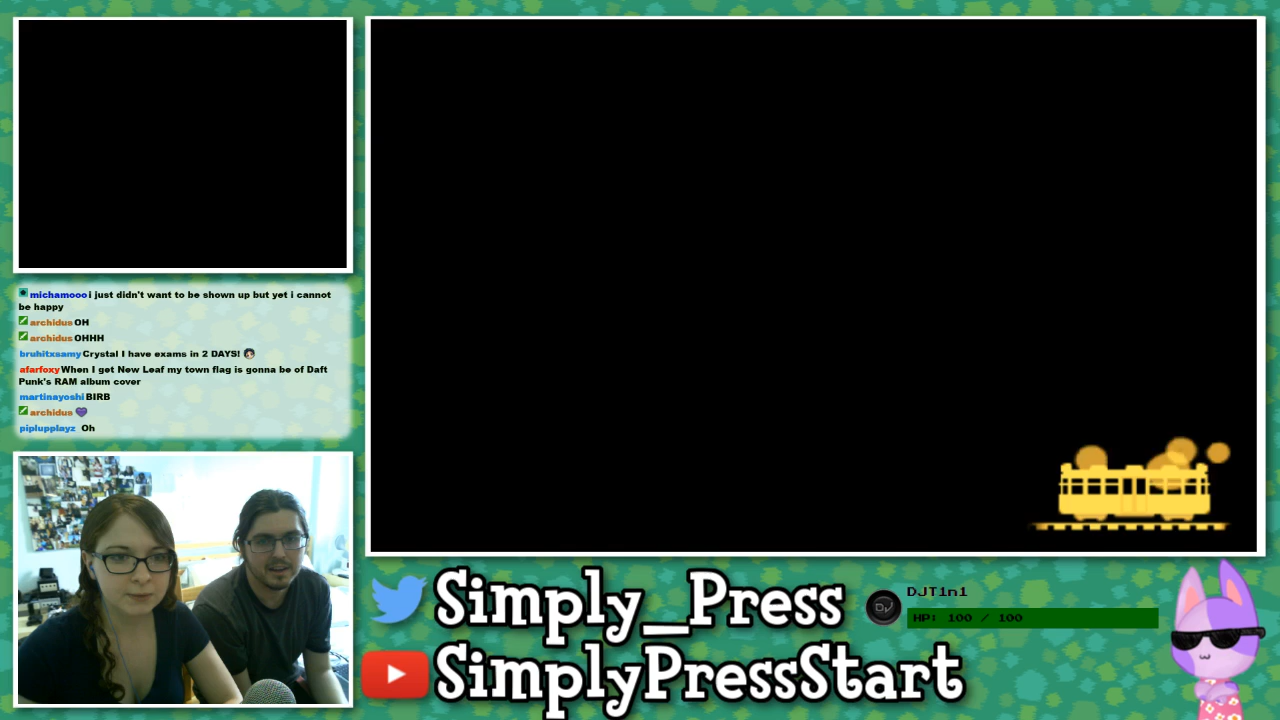 michamooo i just didn't want to be shown up but yet i cannot
be happy
archidus OH
archidus OHHH
bruhitxsamy Crystal I have exams in 2 DAYS!
afarfoxy When I get New Leaf my town flag is gonna be of Daft
Punk's RAM album cover
martinayoshi BIRB
archidus
piplupplayz Oh
Simply_Press
DJ
DJT1n1
HP: 100 / 100
SimplyPressStart